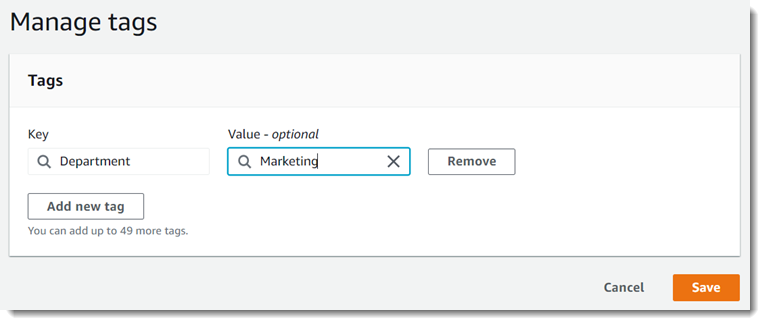 Manage tags
Tags
Key Value - optional
Department Marketing Remove
Add new tag
You can add up to 49 more tags.
Cancel Save